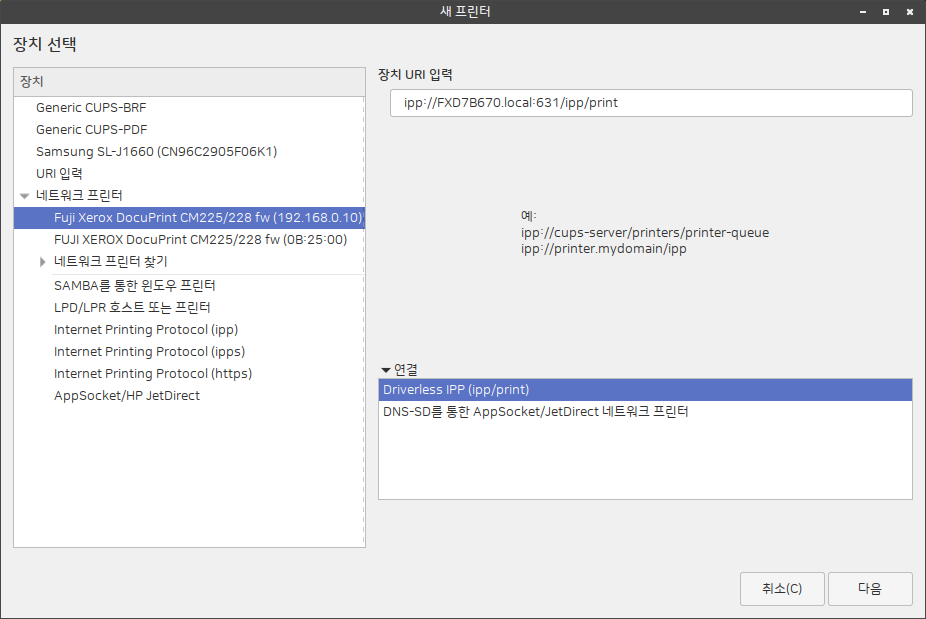 새 프린터
장치 선택
장치
Generic CUPS-BRF
Generic CUPS-PDF
Samsung SL-J1660 (CN96C2905F06K1)
URI 입력
네트워크 프린터
Fuji Xerox DocuPrint CM225/228 fw (192.168.0.10)
FUJI XEROX DocuPrint CM225/228 fw (0B:25:00)
네트워크 프린터 찾기
SAMBA를 통한 윈도우 프린터
LPD/LPR 호스트 또는 프린터
Internet Printing Protocol (ipp)
Internet Printing Protocol (ipps)
Internet Printing Protocol (https)
AppSocket/HP JetDirect
장치 URI 입력
ipp://FXD7B670.local:631/ipp/print
예:
ipp://cups-server/printers/printer-queue
ipp://printer.mydomain/ipp
연결
Driverless IPP (ipp/print)
DNS-SD를 통한 AppSocket/JetDirect 네트워크 프린터
취소(C)
다음